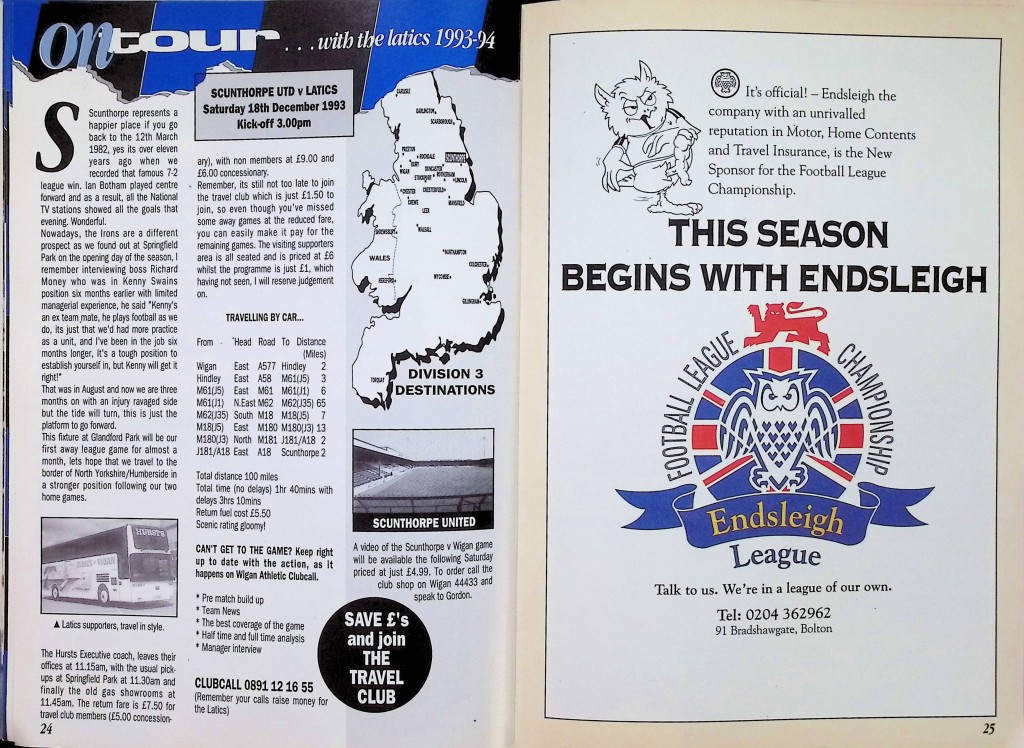 on tour ...with the latics 1993-94
SCUNTHORPE UTD v LATICS
Saturday 18th December 1993
Kick-off 3.00pm
S
Scunthorpe represents a
happier place if you go
back to the 12th March
1982, yes its over eleven
years ago when we
recorded that famous 7-2
league win. Ian Botham played centre
forward and as a result, all the National
TV stations showed all the goals that
evening. Wonderful.
Nowadays, the Irons are a different
prospect as we found out at Springfield
Park on the opening day of the season, I
remember interviewing boss Richard
Money who was in Kenny Swains
position six months earlier with limited
managerial experience, he said "Kenny's
an ex team mate, he plays football as we
do, its just that we'd had more practice
as a unit, and I've been in the job six
months longer, it's a tough position to
establish yourself in, but Kenny will get it
right!"
That was in August and now we are three
months on with an injury ravaged side
but the tide will turn, this is just the
platform to go forward.
This fixture at Glandford Park will be our
first away league game for almost a
month, lets hope that we travel to the
border of North Yorkshire/Humberside in
a stronger position following our two
home games.
HURSTS
▲ Latics supporters, travel in style.
The Hursts Executive coach, leaves their
offices at 11.15am, with the usual pick-
ups at Springfield Park at 11.30am and
finally the old gas showrooms at
11.45am. The return fare is £7.50 for
travel club members (£5.00 concession-
24
ary), with non members at £9.00 and
£6.00 concessionary.
Remember, its still not too late to join
the travel club which is just £1.50 to
join, so even though you've missed
some away games at the reduced fare,
you can easily make it pay for the
remaining games. The visiting supporters
area is all seated and is priced at £6
whilst the programme is just £1, which
having not seen, I will reserve judgement
on.
TRAVELLING BY CAR...
From Head Road To Distance
(Miles)
Wigan East A577 Hindley 2
Hindley East A58 M61(J5) 3
M61(J5) East M61 M61(J1) 6
M61(J1) N.East M62 M62(J35) 65
M62(J35) South M18 M18(J5) 7
M18(J5) East M180 M180(J3) 13
M180(J3) North M181 J181/A18 2
J181/A18 East A18 Scunthorpe 2
Total distance 100 miles
Total time (no delays) 1hr 40mins with
delays 3hrs 10mins
Return fuel cost £5.50
Scenic rating gloomy!
CAN'T GET TO THE GAME? Keep right
up to date with the action, as it
happens on Wigan Athletic Clubcall.
* Pre match build up
* Team News
* The best coverage of the game
* Half time and full time analysis
* Manager interview
CLUBCALL 0891 12 16 55
(Remember your calls raise money for
the Latics)
CARLISLE
DARLINGTON
SCARBOROUGH
PRESTON
ROCHDALE
SCUNTHORPE
BURY
WIGAN
DONCASTER
STOCKPORT
ROTHERHAM
LINCOLN
CHESTER
CHESTERFIELD
CREWE
MANSFIELD
LEEK
SHREWSBURY
WALSALL
WALES
NORTHAMPTON
COLCHESTER
HEREFORD
WYCOMBE
GILLINGHAM
TORQUAY
DIVISION 3
DESTINATIONS
SCUNTHORPE UNITED
A video of the Scunthorpe v Wigan game
will be available the following Saturday
priced at just £4.99. To order call the
club shop on Wigan 44433 and
speak to Gordon.
SAVE £'s
and join
THE
TRAVEL
CLUB
It's official! – Endsleigh the
company with an unrivalled
reputation in Motor, Home Contents
and Travel Insurance, is the New
Sponsor for the Football League
Championship.
THIS SEASON
BEGINS WITH ENDSLEIGH
FOOTBALL LEAGUE CHAMPIONSHIP
Endsleigh
League
Talk to us. We're in a league of our own.
Tel: 0204 362962
91 Bradshawgate, Bolton
25